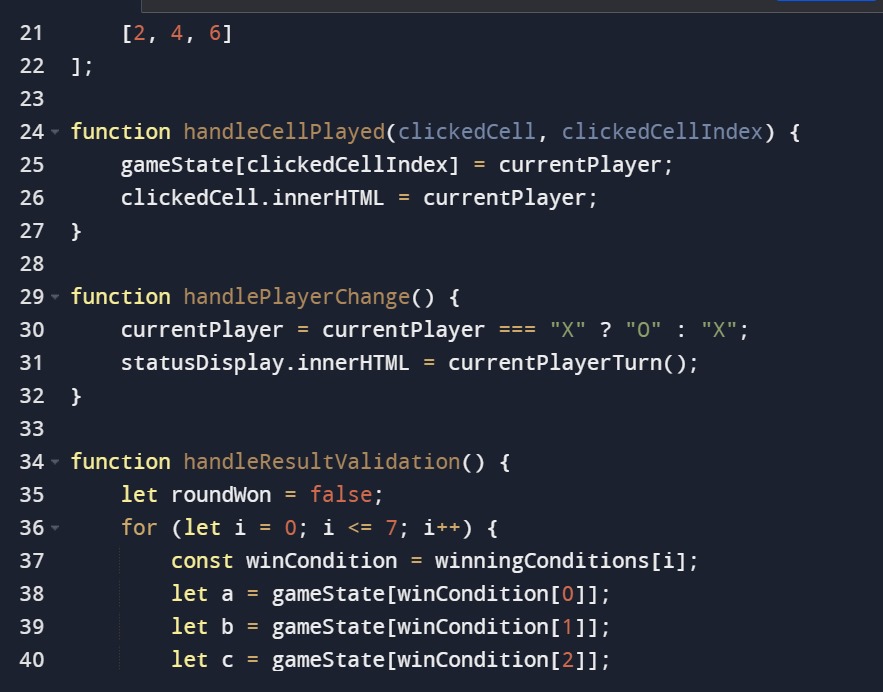 21 [2, 4, 6]
22 ];
23
24 function handleCellPlayed(clickedCell, clickedCellIndex) {
25 gameState[clickedCellIndex] = currentPlayer;
26 clickedCell.innerHTML = currentPlayer;
27 }
28
29 function handlePlayerChange() {
30 currentPlayer = currentPlayer === "X" ? "O" : "X";
31 statusDisplay.innerHTML = currentPlayerTurn();
32 }
33
34 function handleResultValidation() {
35 let roundWon = false;
36 for (let i = 0; i <= 7; i++) {
37 const winCondition = winningConditions[i];
38 let a = gameState[winCondition[0]];
39 let b = gameState[winCondition[1]];
40 let c = gameState[winCondition[2]];